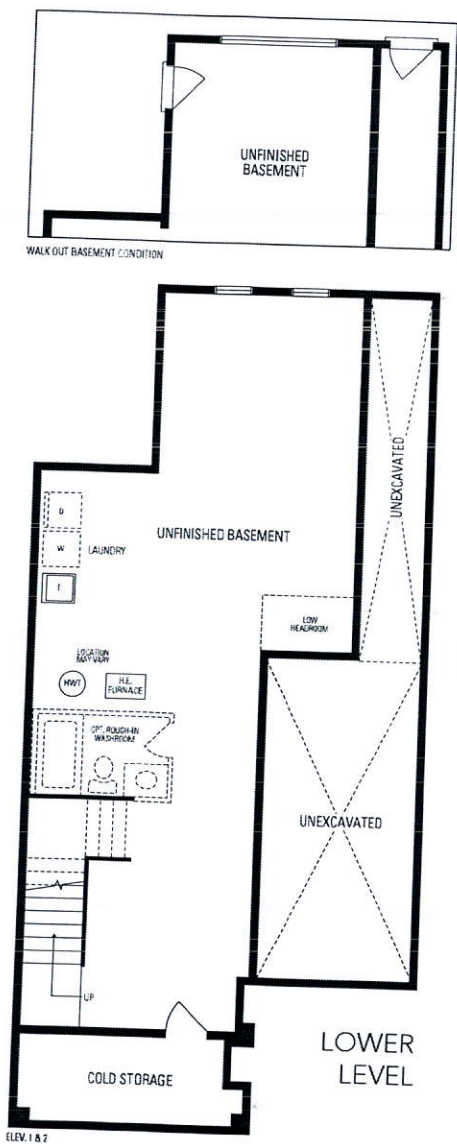 UNFINISHED
BASEMENT
WALK OUT BASEMENT CONDITION
UNEXCAVATED
D
W
LAUNDRY
UNFINISHED BASEMENT
LOW
HEADROOM
LOCATION
MAY VARY
HWT
H.E.
FURNACE
OPT. ROUGH-IN
WASHROOM
UNEXCAVATED
UP
COLD STORAGE
LOWER
LEVEL
ELEV. 1 & 2